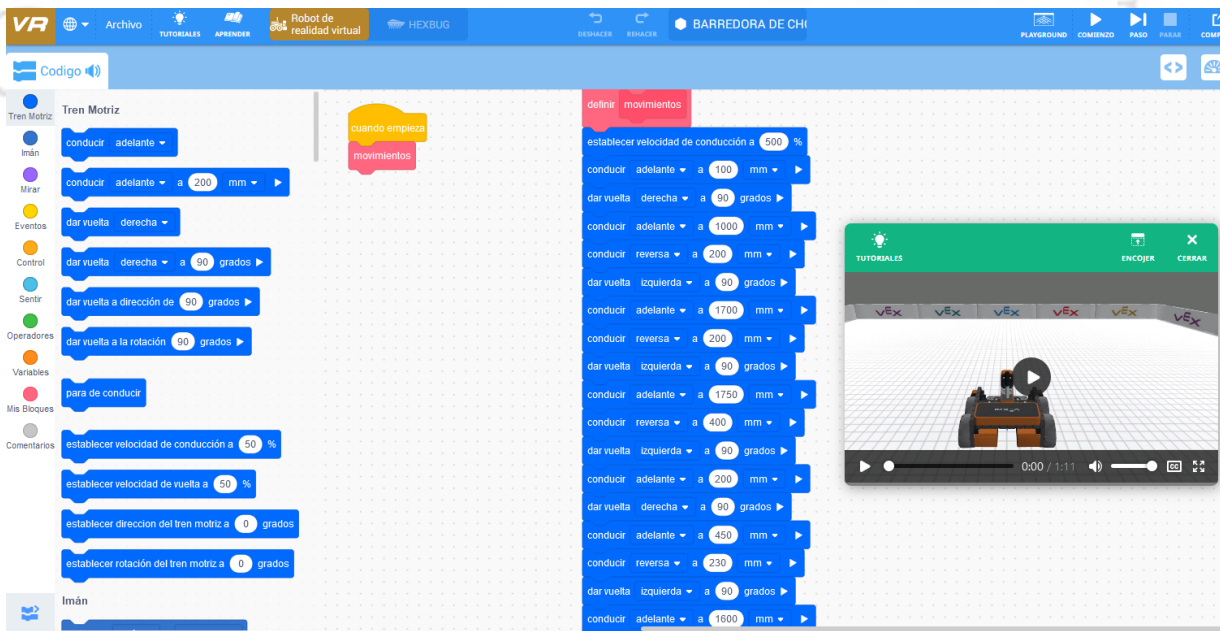 VR
Archivo
TUTORIALES
APRENDER
Robot de
realidad virtual
HEXBUG
DESHACER
REHACER
BARREDORA DE CH
PLAYGROUND
COMIENZO
PASO
PARAR
COM
Codigo
Tren Motriz
Imán
Mirar
Eventos
Control
Sentir
Operadores
Variables
Mis Bloques
Comentarios
Tren Motriz
conducir adelante
conducir adelante a 200 mm
dar vuelta derecha
dar vuelta derecha a 90 grados
dar vuelta a dirección de 90 grados
dar vuelta a la rotación 90 grados
para de conducir
establecer velocidad de conducción a 50 %
establecer velocidad de vuelta a 50 %
establecer direccion del tren motriz a 0 grados
establecer rotación del tren motriz a 0 grados
Imán
cuando empieza
movimientos
definir movimientos
establecer velocidad de conducción a 500 %
conducir adelante a 100 mm
dar vuelta derecha a 90 grados
conducir adelante a 1000 mm
conducir reversa a 200 mm
dar vuelta izquierda a 90 grados
conducir adelante a 1700 mm
conducir reversa a 200 mm
dar vuelta izquierda a 90 grados
conducir adelante a 1750 mm
conducir reversa a 400 mm
dar vuelta izquierda a 90 grados
conducir adelante a 200 mm
dar vuelta derecha a 90 grados
conducir adelante a 450 mm
conducir reversa a 230 mm
dar vuelta izquierda a 90 grados
conducir adelante a 1600 mm
TUTORIALES
ENCOJER
CERRAR
vex vex vex vex vex vex
0:00 / 1:11
CC